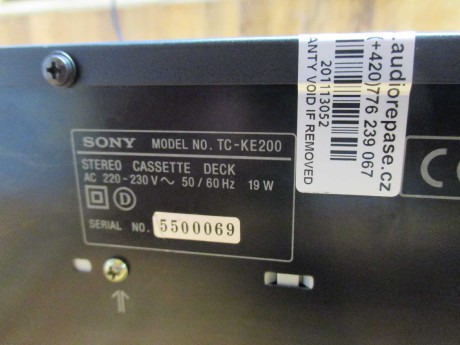 SONY MODEL NO. TC-KE200
STEREO CASSETTE DECK
AC 220-230 V~ 50/60 Hz 19 W
D
SERIAL NO. 5500069
.audiorepase.cz
(+420)776 239 067
201113052
ANTY VOID IF REMOVED
C